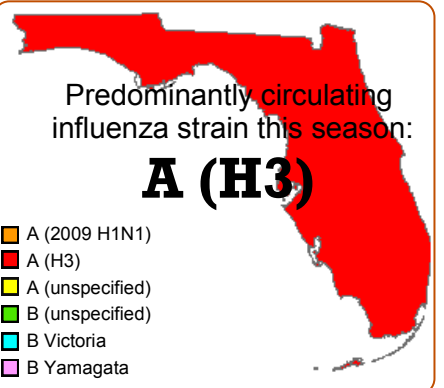 Predominantly circulating
influenza strain this season:
A (H3)
A (2009 H1N1)
A (H3)
A (unspecified)
B (unspecified)
B Victoria
B Yamagata